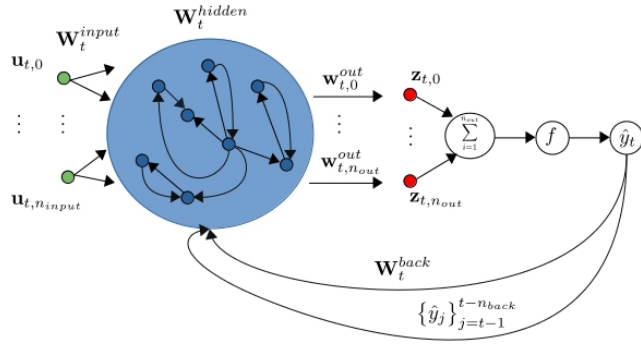 W_t^{hidden}
W_t^{input}
u_{t,0}
w_{t,0}^{out}
z_{t,0}
⋮ ⋮ ⋮ ⋮
\sum_{i=1}^{n_{out}} f ŷ_t
u_{t,n_{input}}
w_{t,n_{out}}^{out}
z_{t,n_{out}}
W_t^{back}
{ŷ_j}_{j=t-1}^{t-n_{back}}